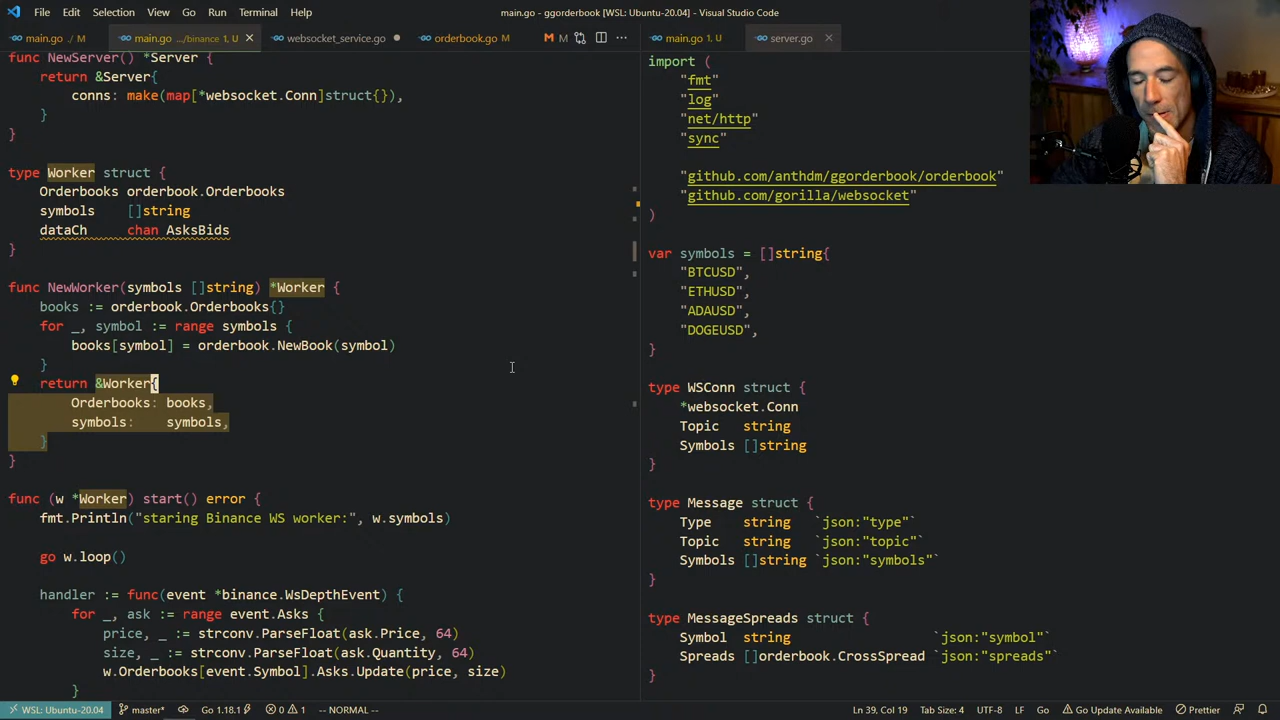 File Edit Selection View Go Run Terminal Help
main.go - ggorderbook [WSL: Ubuntu-20.04] - Visual Studio Code
main.go ./ M
main.go .../binance 1, U
websocket_service.go
orderbook.go M
M M
main.go 1, U
server.go
func NewServer() *Server {
return &Server{
conns: make(map[*websocket.Conn]struct{}),
}
}
type Worker struct {
Orderbooks orderbook.Orderbooks
symbols []string
dataCh chan AsksBids
}
func NewWorker(symbols []string) *Worker {
books := orderbook.Orderbooks{}
for _, symbol := range symbols {
books[symbol] = orderbook.NewBook(symbol)
}
return &Worker{
Orderbooks: books,
symbols: symbols,
}
}
func (w *Worker) start() error {
fmt.Println("staring Binance WS worker:", w.symbols)
go w.loop()
handler := func(event *binance.WsDepthEvent) {
for _, ask := range event.Asks {
price, _ := strconv.ParseFloat(ask.Price, 64)
size, _ := strconv.ParseFloat(ask.Quantity, 64)
w.Orderbooks[event.Symbol].Asks.Update(price, size)
}
import (
"fmt"
"log"
"net/http"
"sync"
"github.com/anthdm/ggorderbook/orderbook"
"github.com/gorilla/websocket"
)
var symbols = []string{
"BTCUSD",
"ETHUSD",
"ADAUSD",
"DOGEUSD",
}
type WSConn struct {
*websocket.Conn
Topic string
Symbols []string
}
type Message struct {
Type string `json:"type"`
Topic string `json:"topic"`
Symbols []string `json:"symbols"`
}
type MessageSpreads struct {
Symbol string `json:"symbol"`
Spreads []orderbook.CrossSpread `json:"spreads"`
}
WSL: Ubuntu-20.04 master* Go 1.18.1 0 1 -- NORMAL -- Ln 39, Col 19 Tab Size: 4 UTF-8 LF Go Go Update Available Prettier